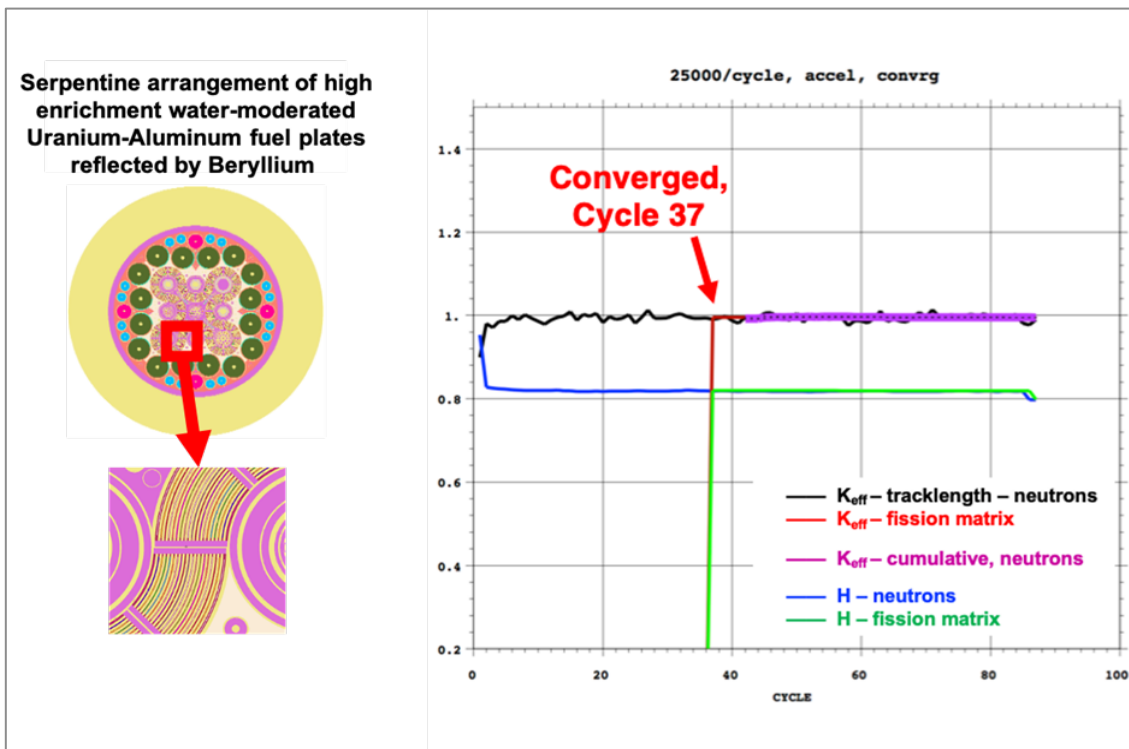 Serpentine arrangement of high
enrichment water-moderated
Uranium-Aluminum fuel plates
reflected by Beryllium
25000/cycle, accel, convrg
1.4
1.2
1.
0.8
0.6
0.4
0.2
Converged,
Cycle 37
Keff – tracklength – neutrons
Keff – fission matrix
Keff – cumulative, neutrons
H – neutrons
H – fission matrix
0 20 40 60 80 100
CYCLE